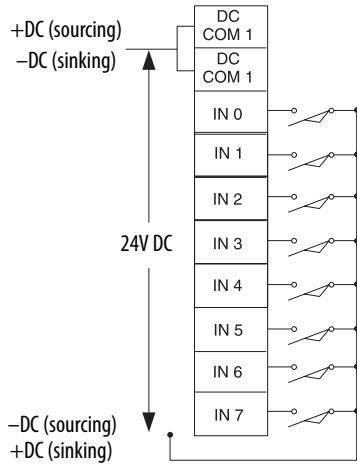 DC
COM 1
+DC (sourcing)
−DC (sinking)
DC
COM 1
IN 0
IN 1
IN 2
24V DC
IN 3
IN 4
IN 5
IN 6
IN 7
−DC (sourcing)
+DC (sinking)